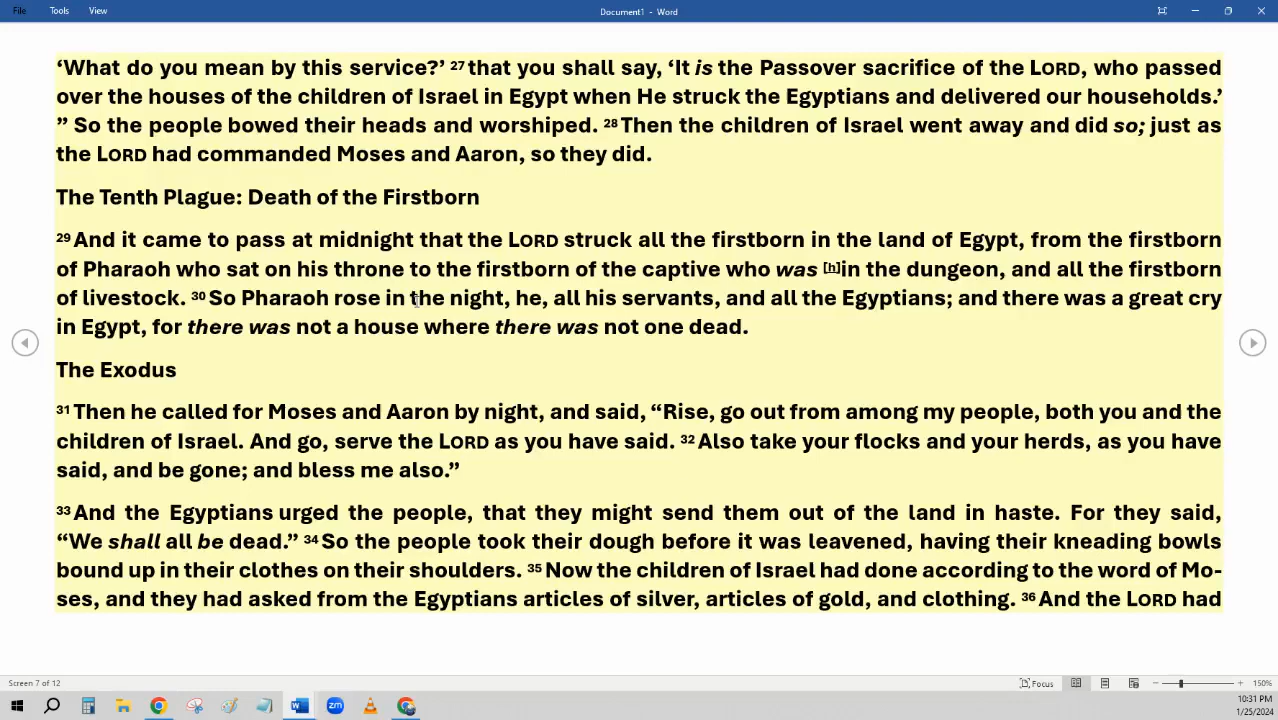 File Tools View Document1 - Word
‘What do you mean by this service?’ 27 that you shall say, ‘It is the Passover sacrifice of the LORD, who passed
over the houses of the children of Israel in Egypt when He struck the Egyptians and delivered our households.’
” So the people bowed their heads and worshiped. 28 Then the children of Israel went away and did so; just as
the LORD had commanded Moses and Aaron, so they did.
The Tenth Plague: Death of the Firstborn
29 And it came to pass at midnight that the LORD struck all the firstborn in the land of Egypt, from the firstborn
of Pharaoh who sat on his throne to the firstborn of the captive who was [h]in the dungeon, and all the firstborn
of livestock. 30 So Pharaoh rose in the night, he, all his servants, and all the Egyptians; and there was a great cry
in Egypt, for there was not a house where there was not one dead.
The Exodus
31 Then he called for Moses and Aaron by night, and said, “Rise, go out from among my people, both you and the
children of Israel. And go, serve the LORD as you have said. 32 Also take your flocks and your herds, as you have
said, and be gone; and bless me also.”
33 And the Egyptians urged the people, that they might send them out of the land in haste. For they said,
“We shall all be dead.” 34 So the people took their dough before it was leavened, having their kneading bowls
bound up in their clothes on their shoulders. 35 Now the children of Israel had done according to the word of Mo-
ses, and they had asked from the Egyptians articles of silver, articles of gold, and clothing. 36 And the LORD had
Screen 7 of 12 Focus 150%
zm 10:31 PM
1/25/2024